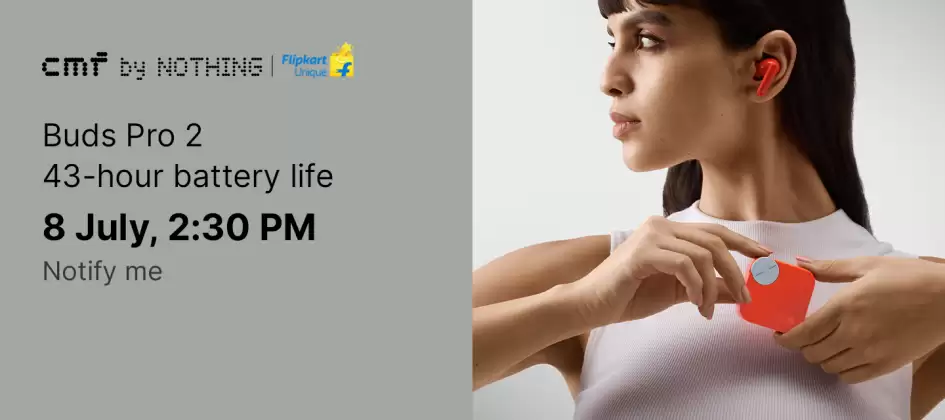 cmf by NOTHING | Flipkart
Unique
Buds Pro 2
43-hour battery life
8 July, 2:30 PM
Notify me